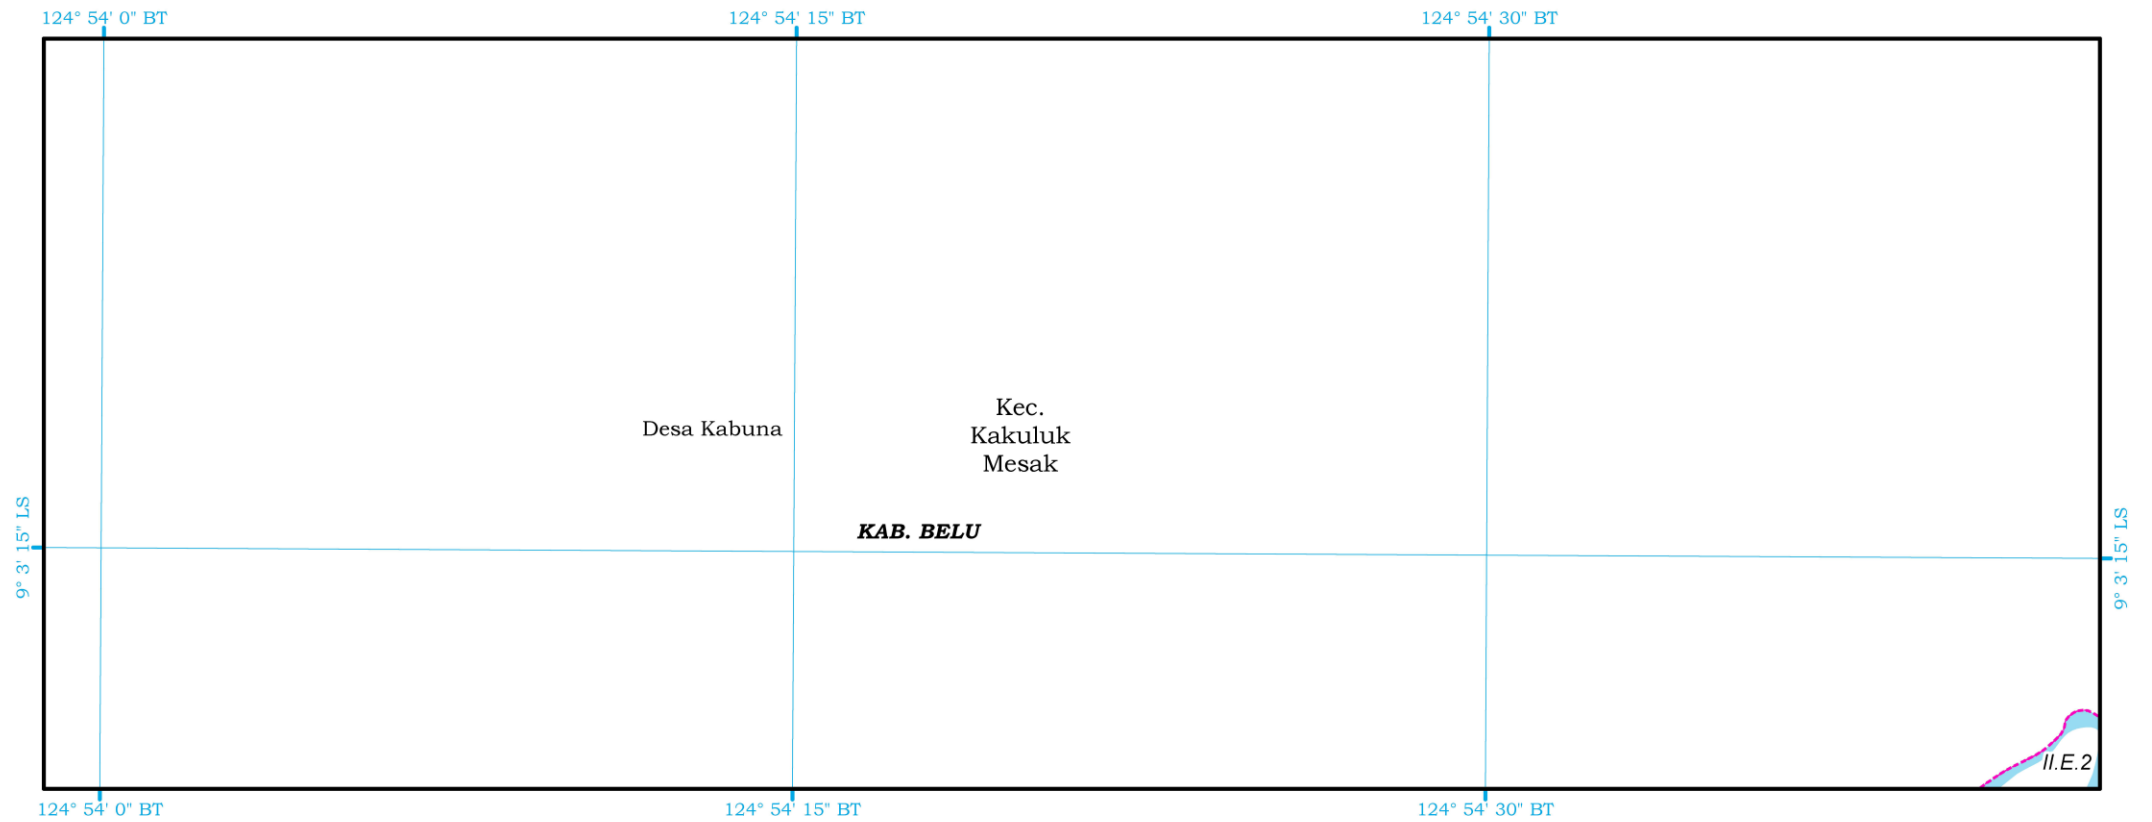 124° 54' 0" BT
124° 54' 15" BT
124° 54' 30" BT
Kec.
Kakuluk
Mesak
Desa Kabuna
KAB. BELU
9° 3' 15" LS
9° 3' 15" LS
II.E.2
124° 54' 0" BT
124° 54' 15" BT
124° 54' 30" BT